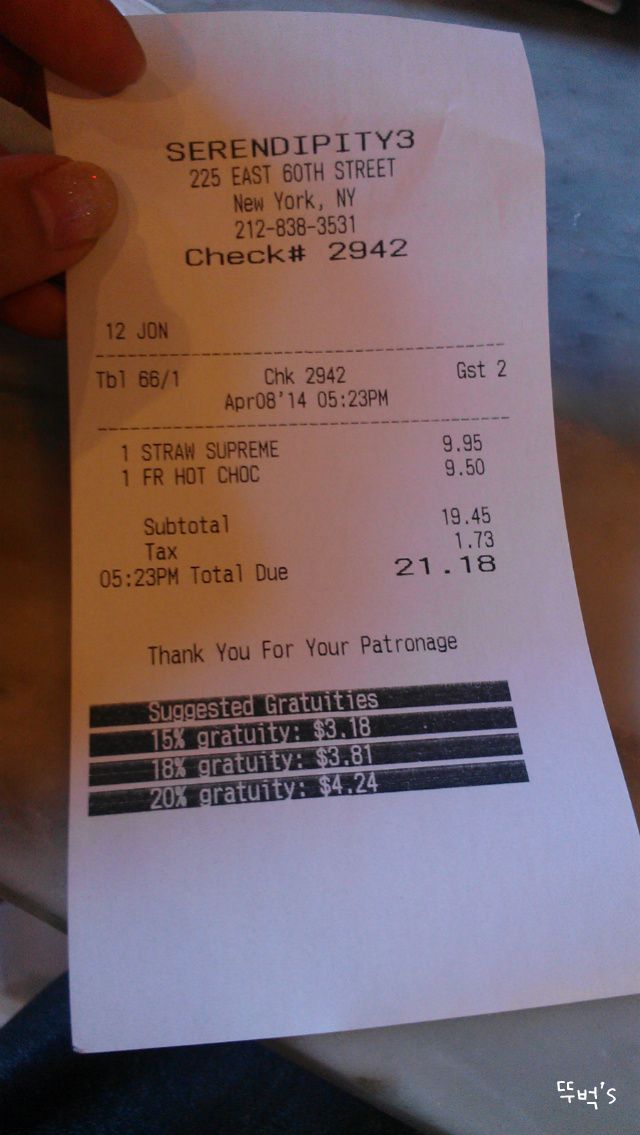 SERENDIPITY3
225 EAST 60TH STREET
New York, NY
212-838-3531
Check# 2942
12 JON
Tbl 66/1 Chk 2942 Gst 2
Apr08'14 05:23PM
1 STRAW SUPREME 9.95
1 FR HOT CHOC 9.50
Subtotal 19.45
Tax 1.73
05:23PM Total Due 21.18
Thank You For Your Patronage
Suggested Gratuities
15% gratuity: $3.18
18% gratuity: $3.81
20% gratuity: $4.24
뚜벅's